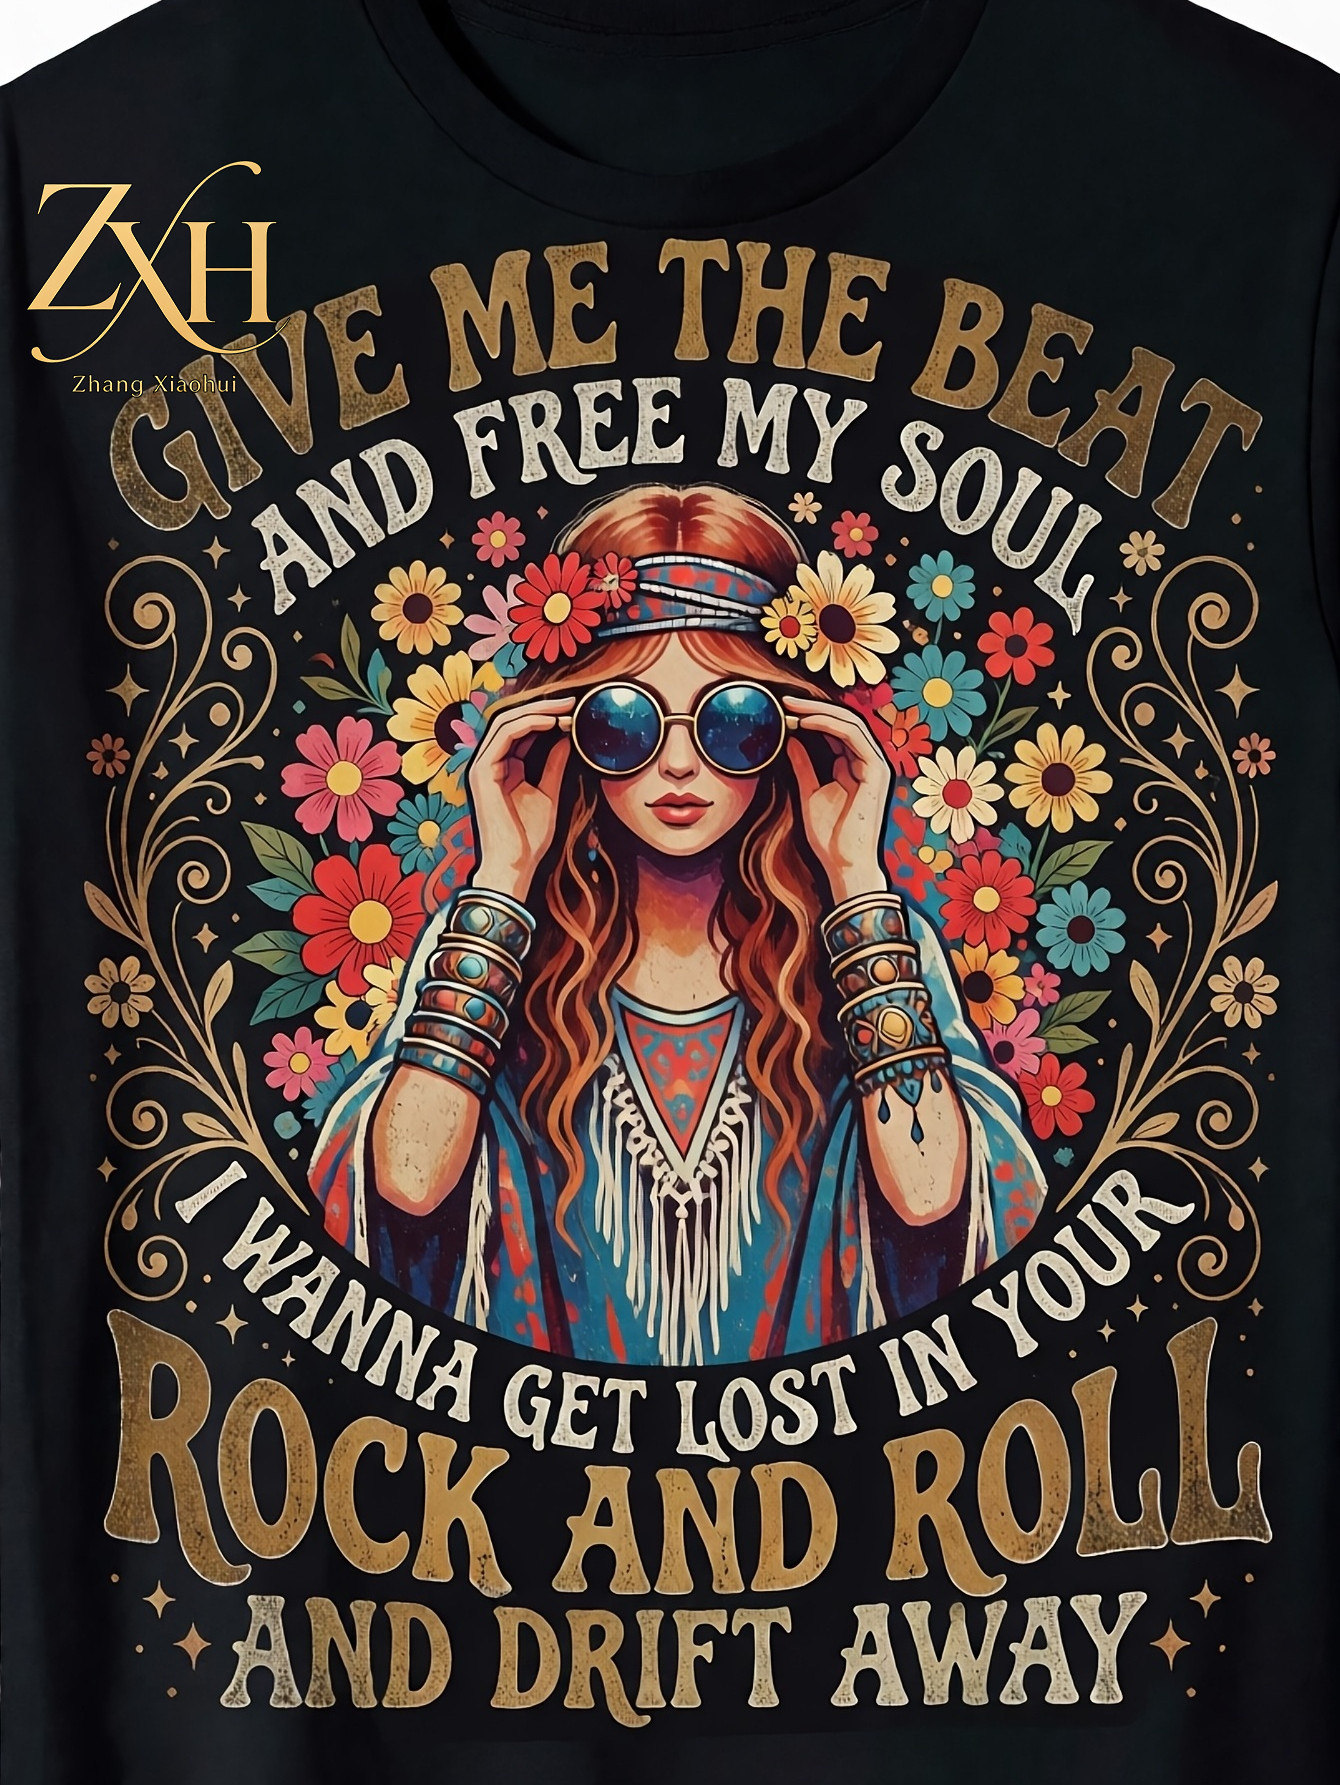 ZXH
Zhang Xiaohui
GIVE ME THE BEAT
AND FREE MY SOUL
I WANNA GET LOST IN YOUR
ROCK AND ROLL
AND DRIFT AWAY